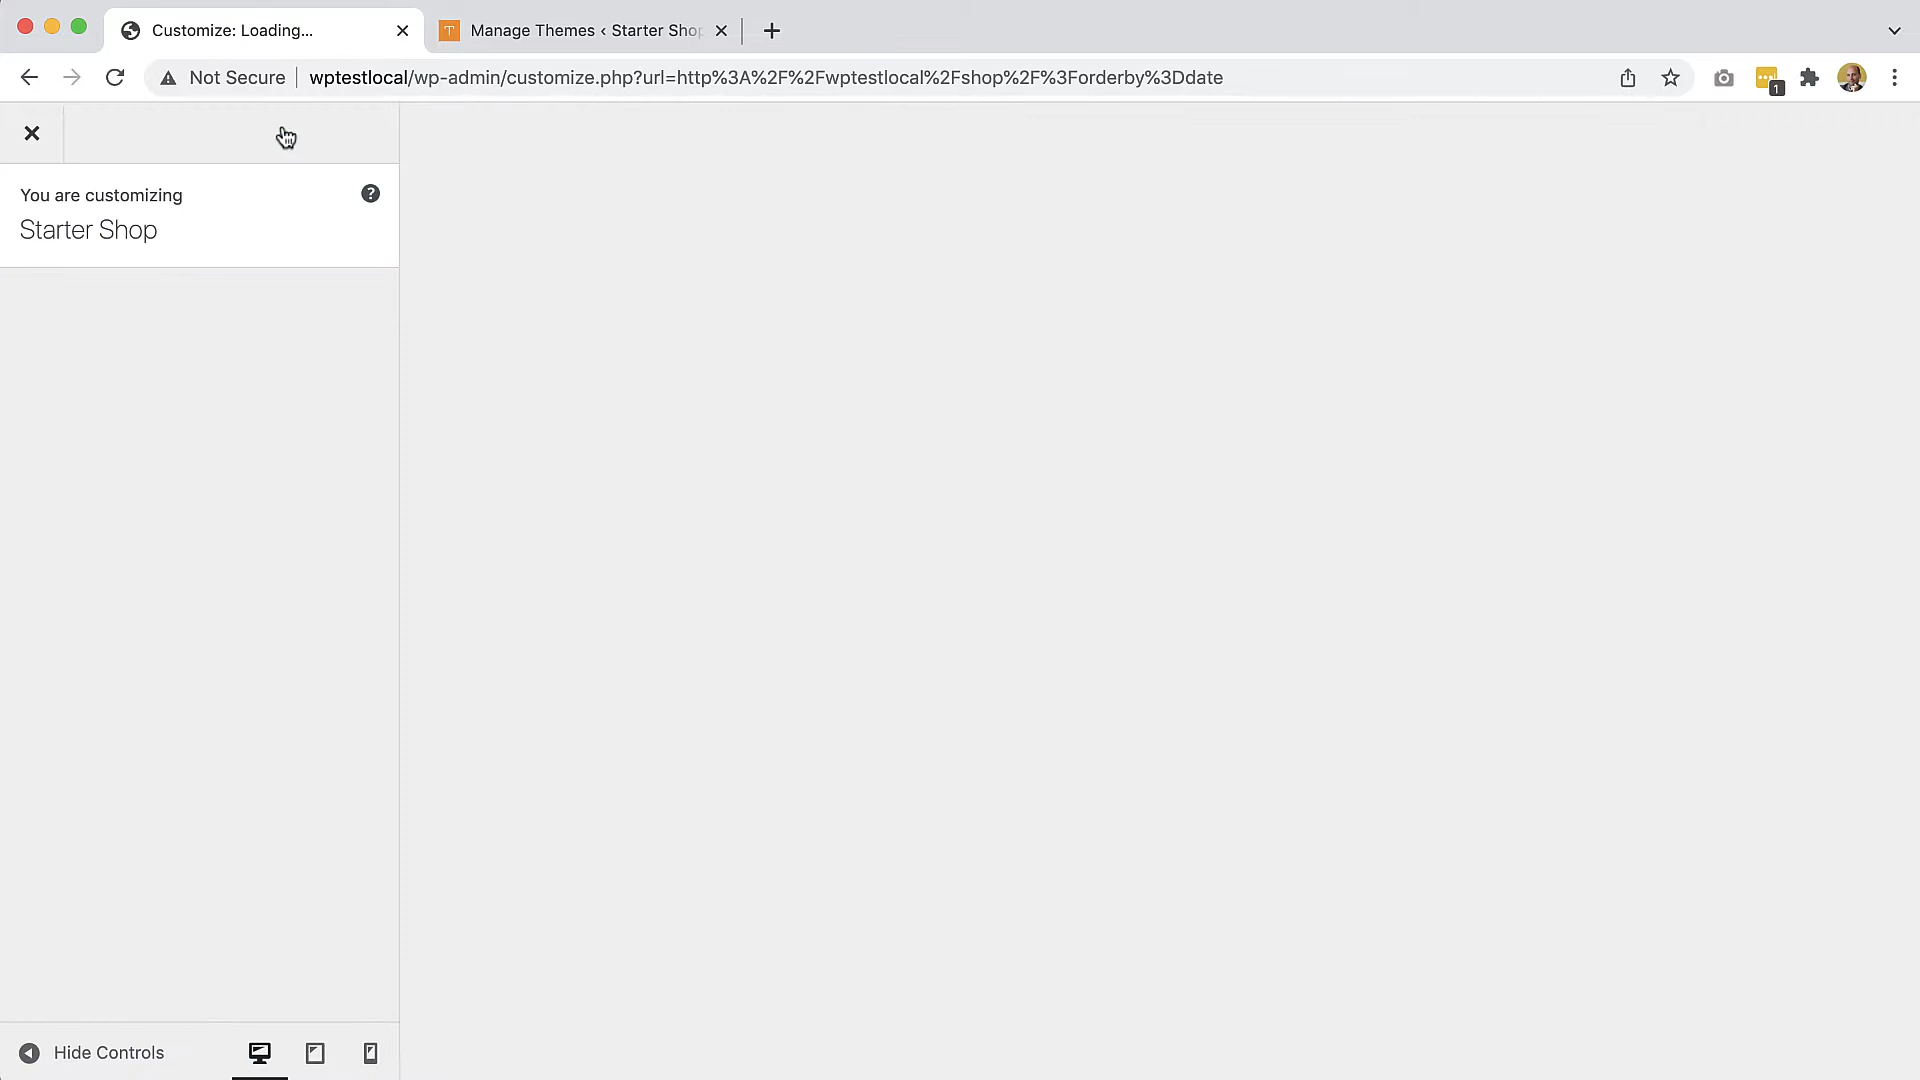 Customize: Loading...
T
Manage Themes ‹ Starter Shop
Not Secure
wptestlocal/wp-admin/customize.php?url=http%3A%2F%2Fwptestlocal%2Fshop%2F%3Forderby%3Ddate
1
You are customizing
?
Starter Shop
Hide Controls